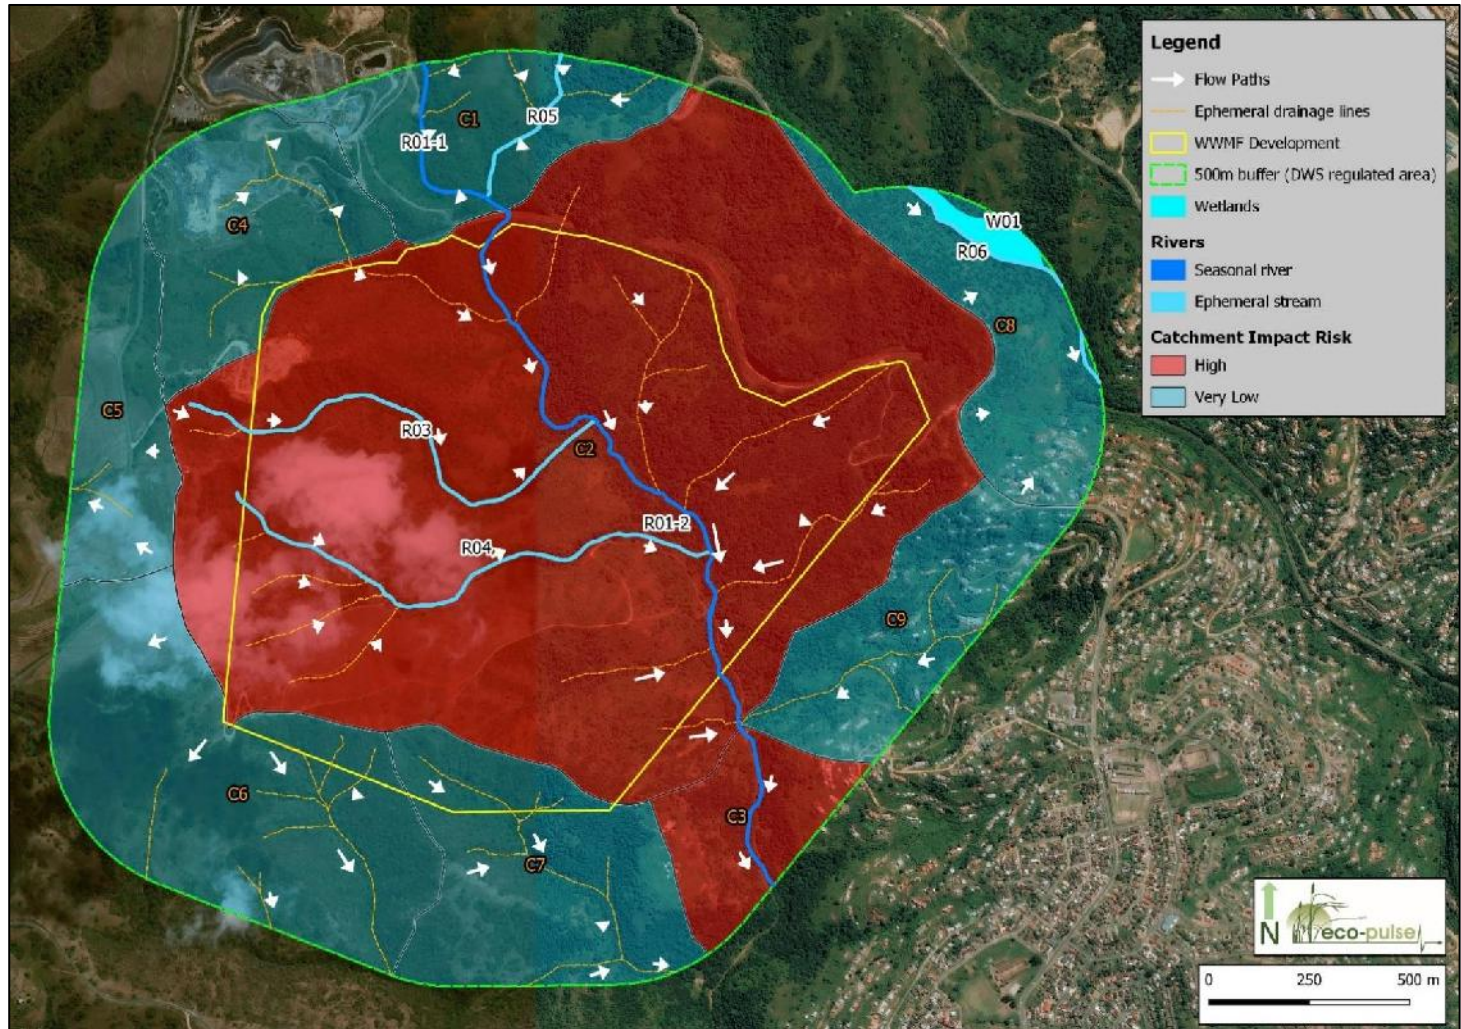 Legend
Flow Paths
Ephemeral drainage lines
WWMF Development
500m buffer (DWS regulated area)
Wetlands
Rivers
Seasonal river
Ephemeral stream
Catchment Impact Risk
High
Very Low
C1
R05
R01-1
C4
W01
R06
C8
C5
R03
C2
R01-2
R04
C9
C6
C3
C7
N
eco-pulse
0 250 500 m